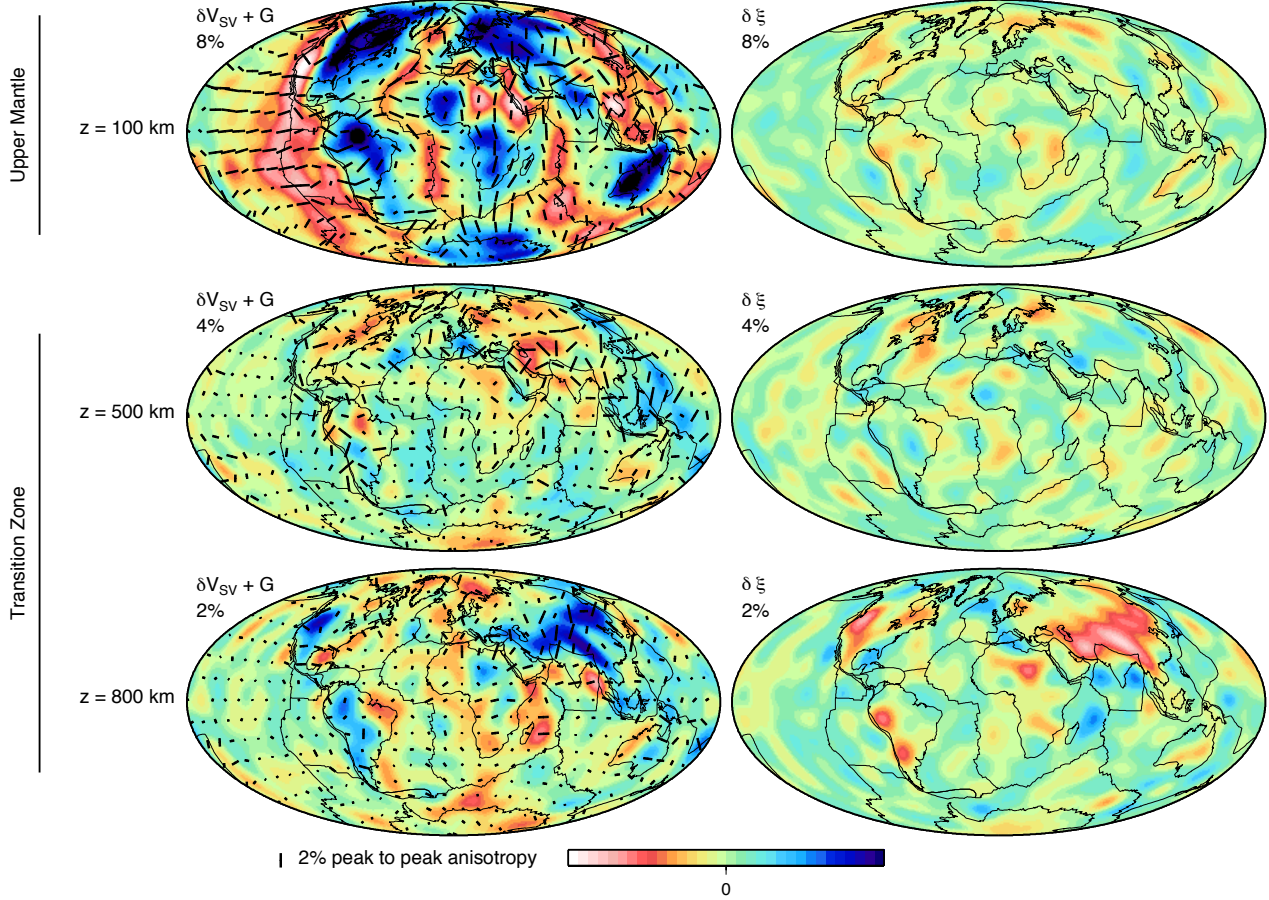 Upper Mantle
z = 100 km
δV_SV + G
8%
δ ξ
8%
Transition Zone
z = 500 km
δV_SV + G
4%
δ ξ
4%
z = 800 km
δV_SV + G
2%
δ ξ
2%
2% peak to peak anisotropy
0